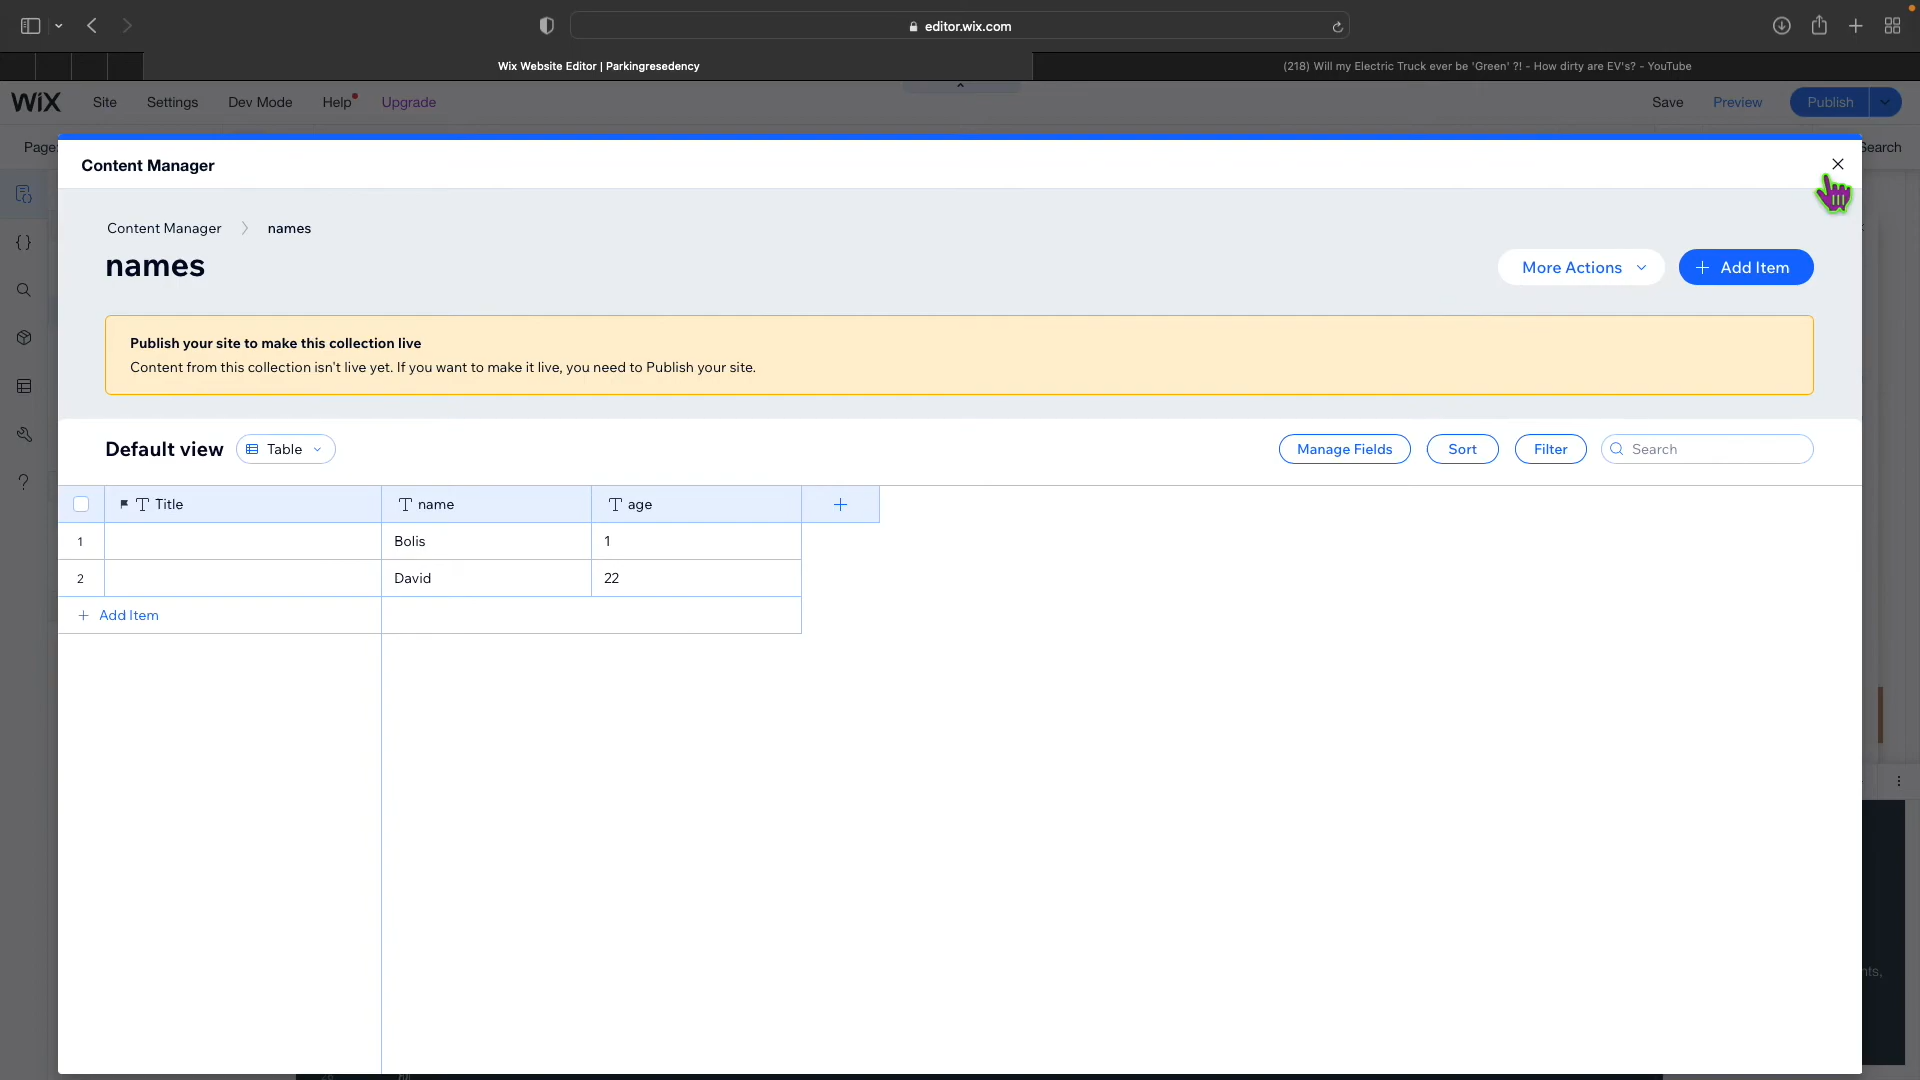 editor.wix.com
Wix Website Editor | Parkingresedency
(218) Will my Electric Truck ever be 'Green' ?! - How dirty are EV's? - YouTube
WiX
Site
Settings
Dev Mode
Help
Upgrade
Save
Preview
Publish
Page
Search
Content Manager
Content Manager
names
names
More Actions
Add Item
Publish your site to make this collection live
Content from this collection isn't live yet. If you want to make it live, you need to Publish your site.
Default view
Table
Manage Fields
Sort
Filter
Search
Title
name
age
1
Bolis
1
2
David
22
Add Item
nts,